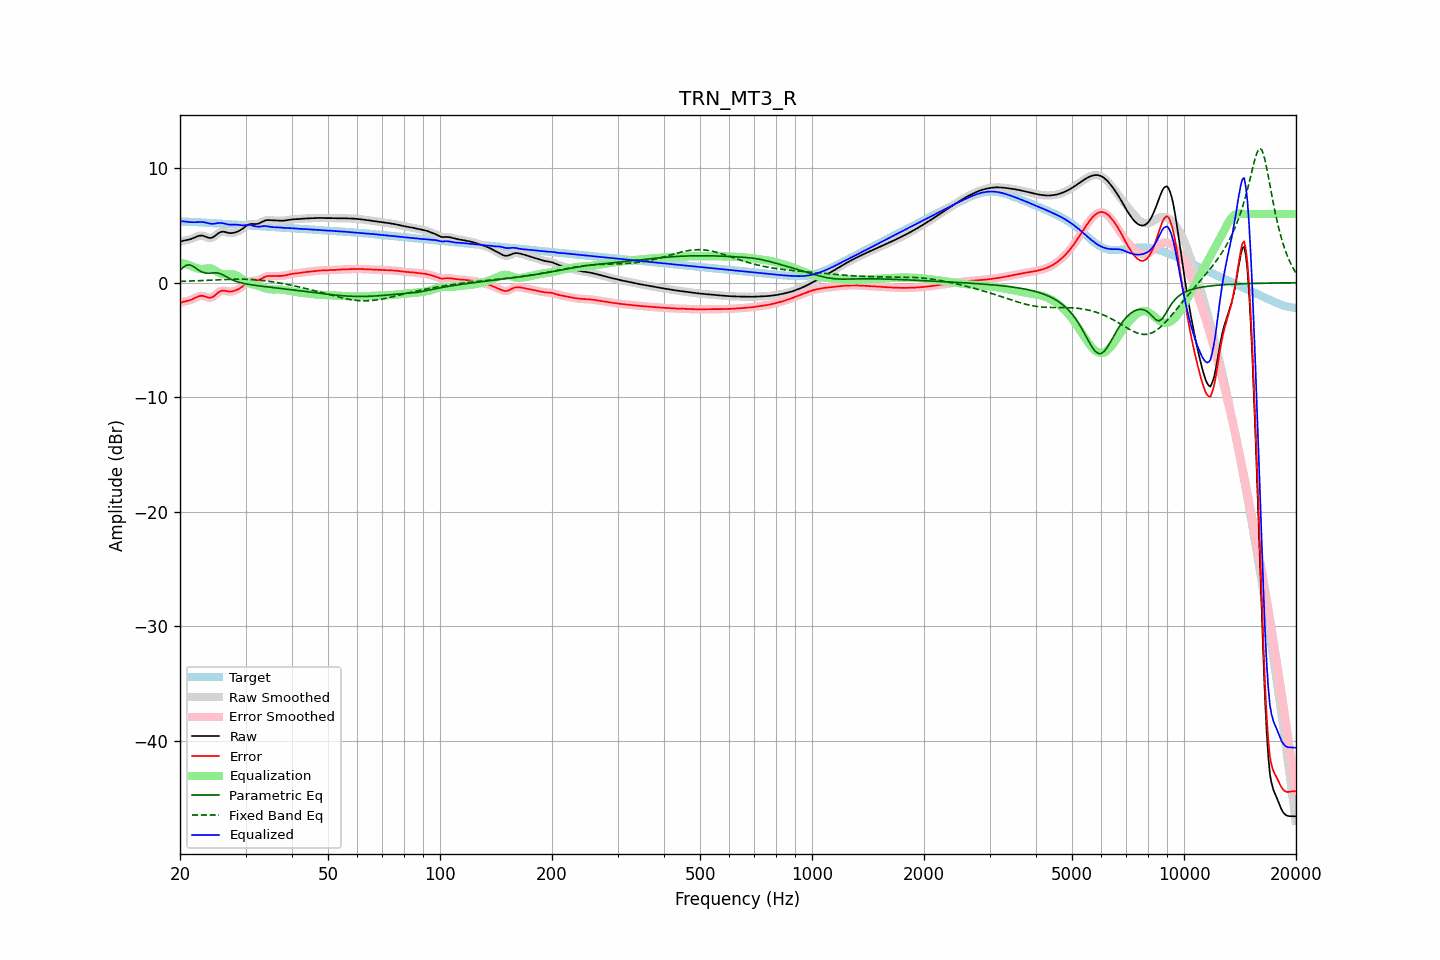 TRN_MT3_R
Amplitude (dBr)
10
0
−10
−20
−30
−40
Target
Raw Smoothed
Error Smoothed
Raw
Error
Equalization
Parametric Eq
Fixed Band Eq
Equalized
20 50 100 200 500 1000 2000 5000 10000 20000
Frequency (Hz)